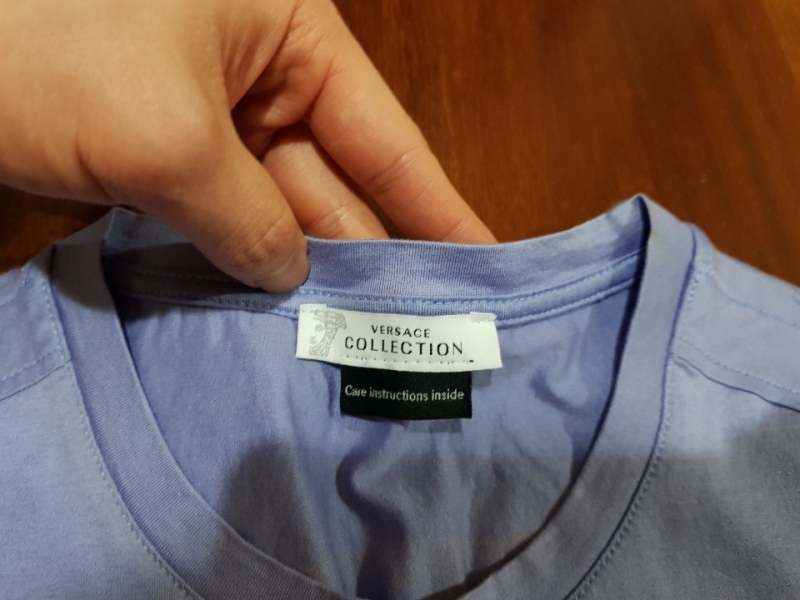 VERSACE
COLLECTION
Care instructions inside